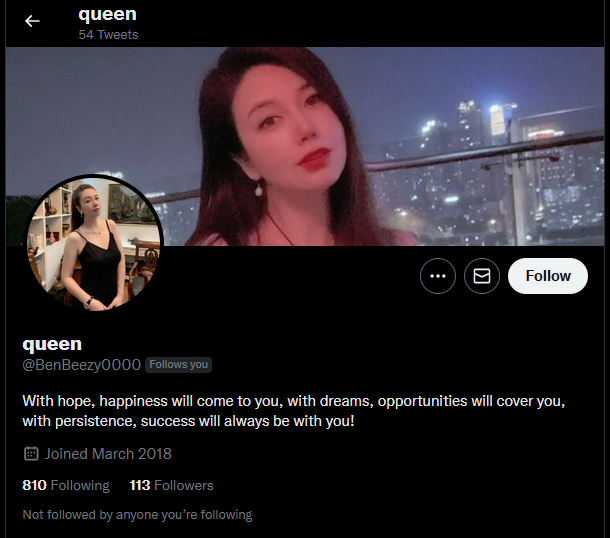 queen
54 Tweets
Follow
queen
@BenBeezy0000 Follows you
With hope, happiness will come to you, with dreams, opportunities will cover you,
with persistence, success will always be with you!
Joined March 2018
810 Following 113 Followers
Not followed by anyone you're following